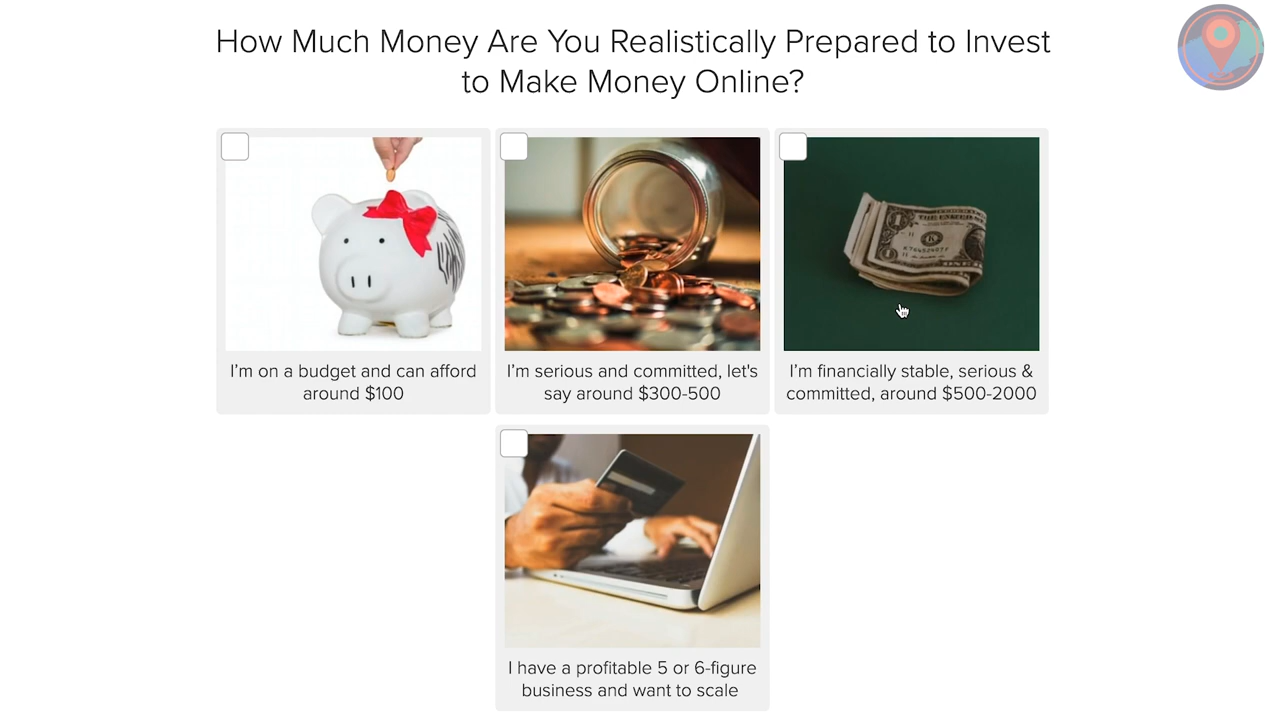 How Much Money Are You Realistically Prepared to Invest
to Make Money Online?
I'm on a budget and can afford
around $100
I'm serious and committed, let's
say around $300-500
I'm financially stable, serious &
committed, around $500-2000
I have a profitable 5 or 6-figure
business and want to scale